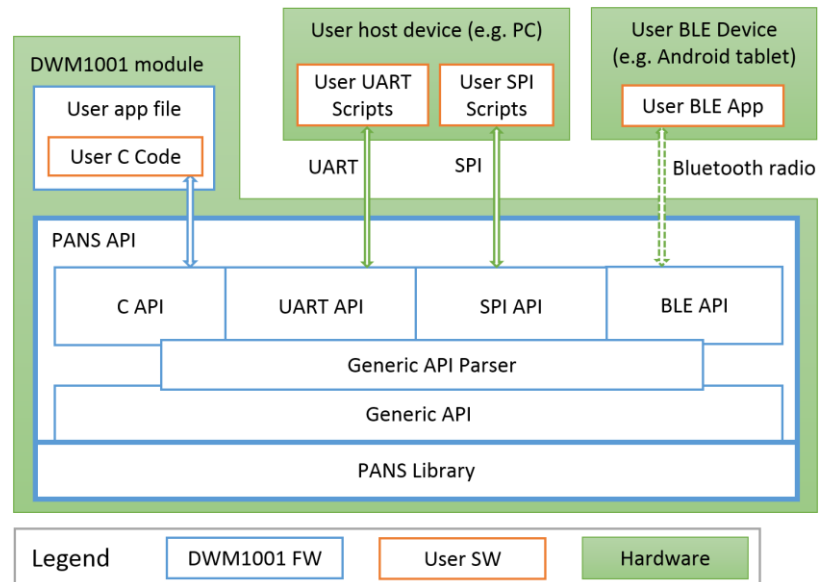 User host device (e.g. PC)
User BLE Device
(e.g. Android tablet)
DWM1001 module
User app file
User C Code
User UART
Scripts
User SPI
Scripts
User BLE App
UART
SPI
Bluetooth radio
PANS API
C API
UART API
SPI API
BLE API
Generic API Parser
Generic API
PANS Library
Legend
DWM1001 FW
User SW
Hardware